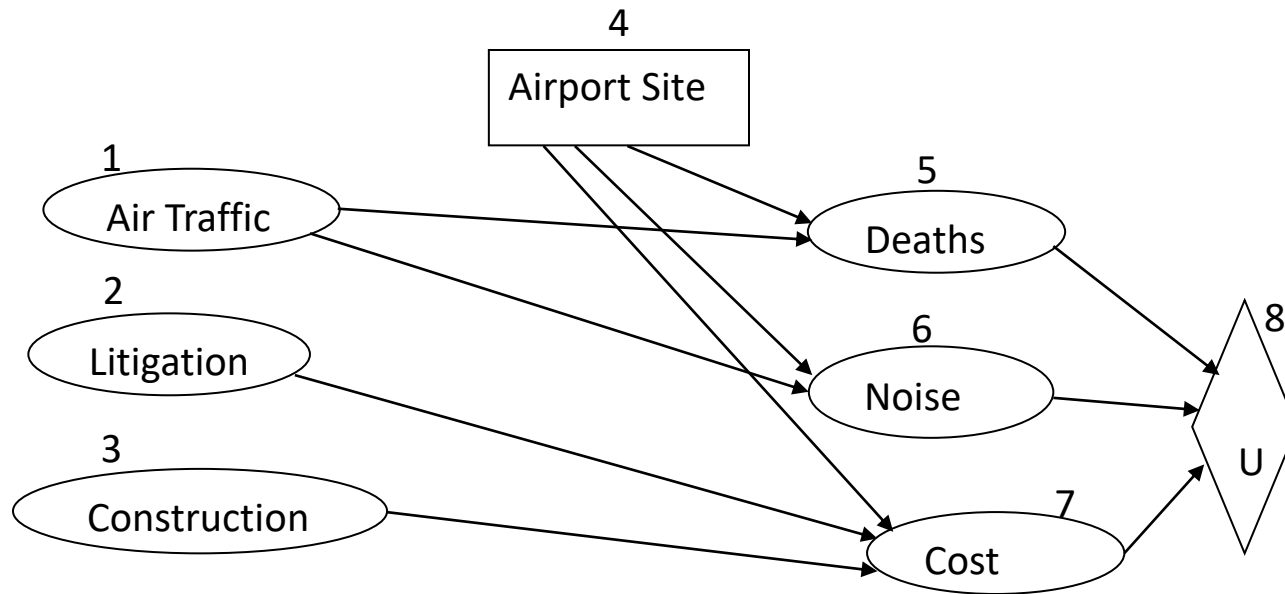 4
Airport Site
1
Air Traffic
5
Deaths
2
Litigation
6
Noise
8
U
3
Construction
7
Cost